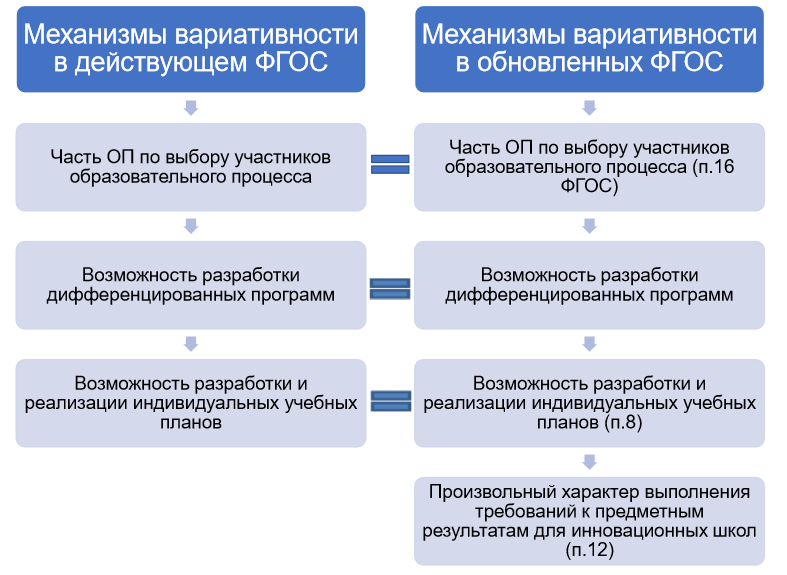 Механизмы вариативности
в действующем ФГОС
Часть ОП по выбору участников
образовательного процесса
Возможность разработки
дифференцированных программ
Возможность разработки и
реализации индивидуальных учебных
планов
Механизмы вариативности
в обновленных ФГОС
Часть ОП по выбору участников
образовательного процесса (п.16
ФГОС)
Возможность разработки
дифференцированных программ
Возможность разработки и
реализации индивидуальных учебных
планов (п.8)
Произвольный характер выполнения
требований к предметным
результатам для инновационных школ
(п.12)